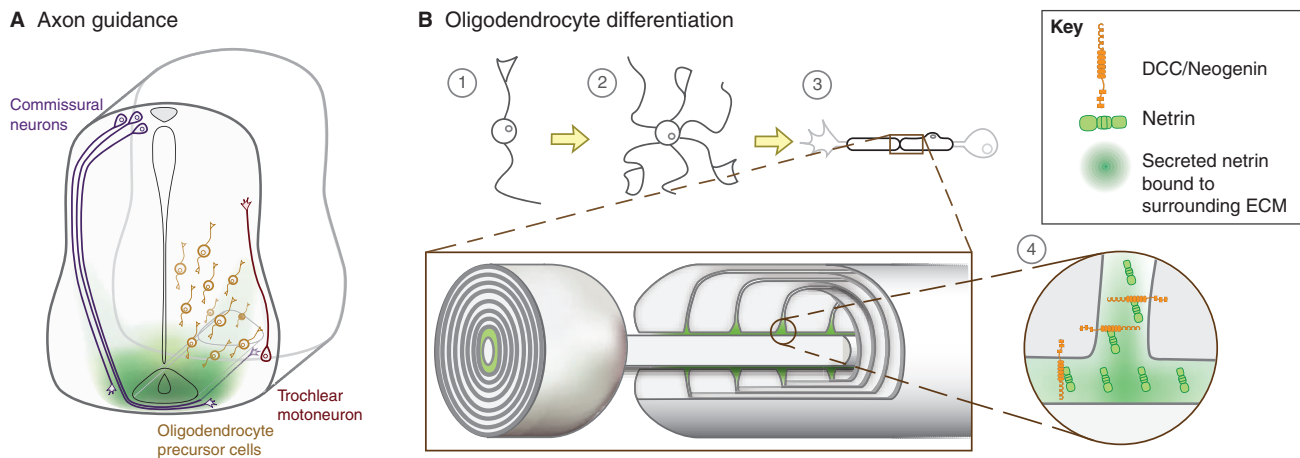 A Axon guidance
Commissural
neurons
Trochlear
motoneuron
Oligodendrocyte
precursor cells
B Oligodendrocyte differentiation
1
2
3
4
Key
DCC/Neogenin
Netrin
Secreted netrin
bound to
surrounding ECM